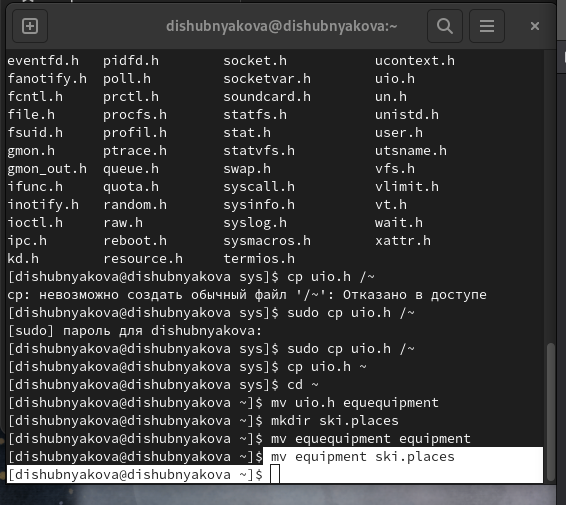 dishubnyakova@dishubnyakova:~
eventfd.h pidfd.h socket.h ucontext.h
fanotify.h poll.h socketvar.h uio.h
fcntl.h prctl.h soundcard.h un.h
file.h procfs.h statfs.h unistd.h
fsuid.h profil.h stat.h user.h
gmon.h ptrace.h statvfs.h utsname.h
gmon_out.h queue.h swap.h vfs.h
ifunc.h quota.h syscall.h vlimit.h
inotify.h random.h sysinfo.h vt.h
ioctl.h raw.h syslog.h wait.h
ipc.h reboot.h sysmacros.h xattr.h
kd.h resource.h termios.h
[dishubnyakova@dishubnyakova sys]$ cp uio.h /~
cp: невозможно создать обычный файл '/~': Отказано в доступе
[dishubnyakova@dishubnyakova sys]$ sudo cp uio.h /~
[sudo] пароль для dishubnyakova:
[dishubnyakova@dishubnyakova sys]$ sudo cp uio.h /~
[dishubnyakova@dishubnyakova sys]$ cp uio.h ~
[dishubnyakova@dishubnyakova sys]$ cd ~
[dishubnyakova@dishubnyakova ~]$ mv uio.h equequipment
[dishubnyakova@dishubnyakova ~]$ mkdir ski.places
[dishubnyakova@dishubnyakova ~]$ mv equequipment equipment
[dishubnyakova@dishubnyakova ~]$ mv equipment ski.places
[dishubnyakova@dishubnyakova ~]$